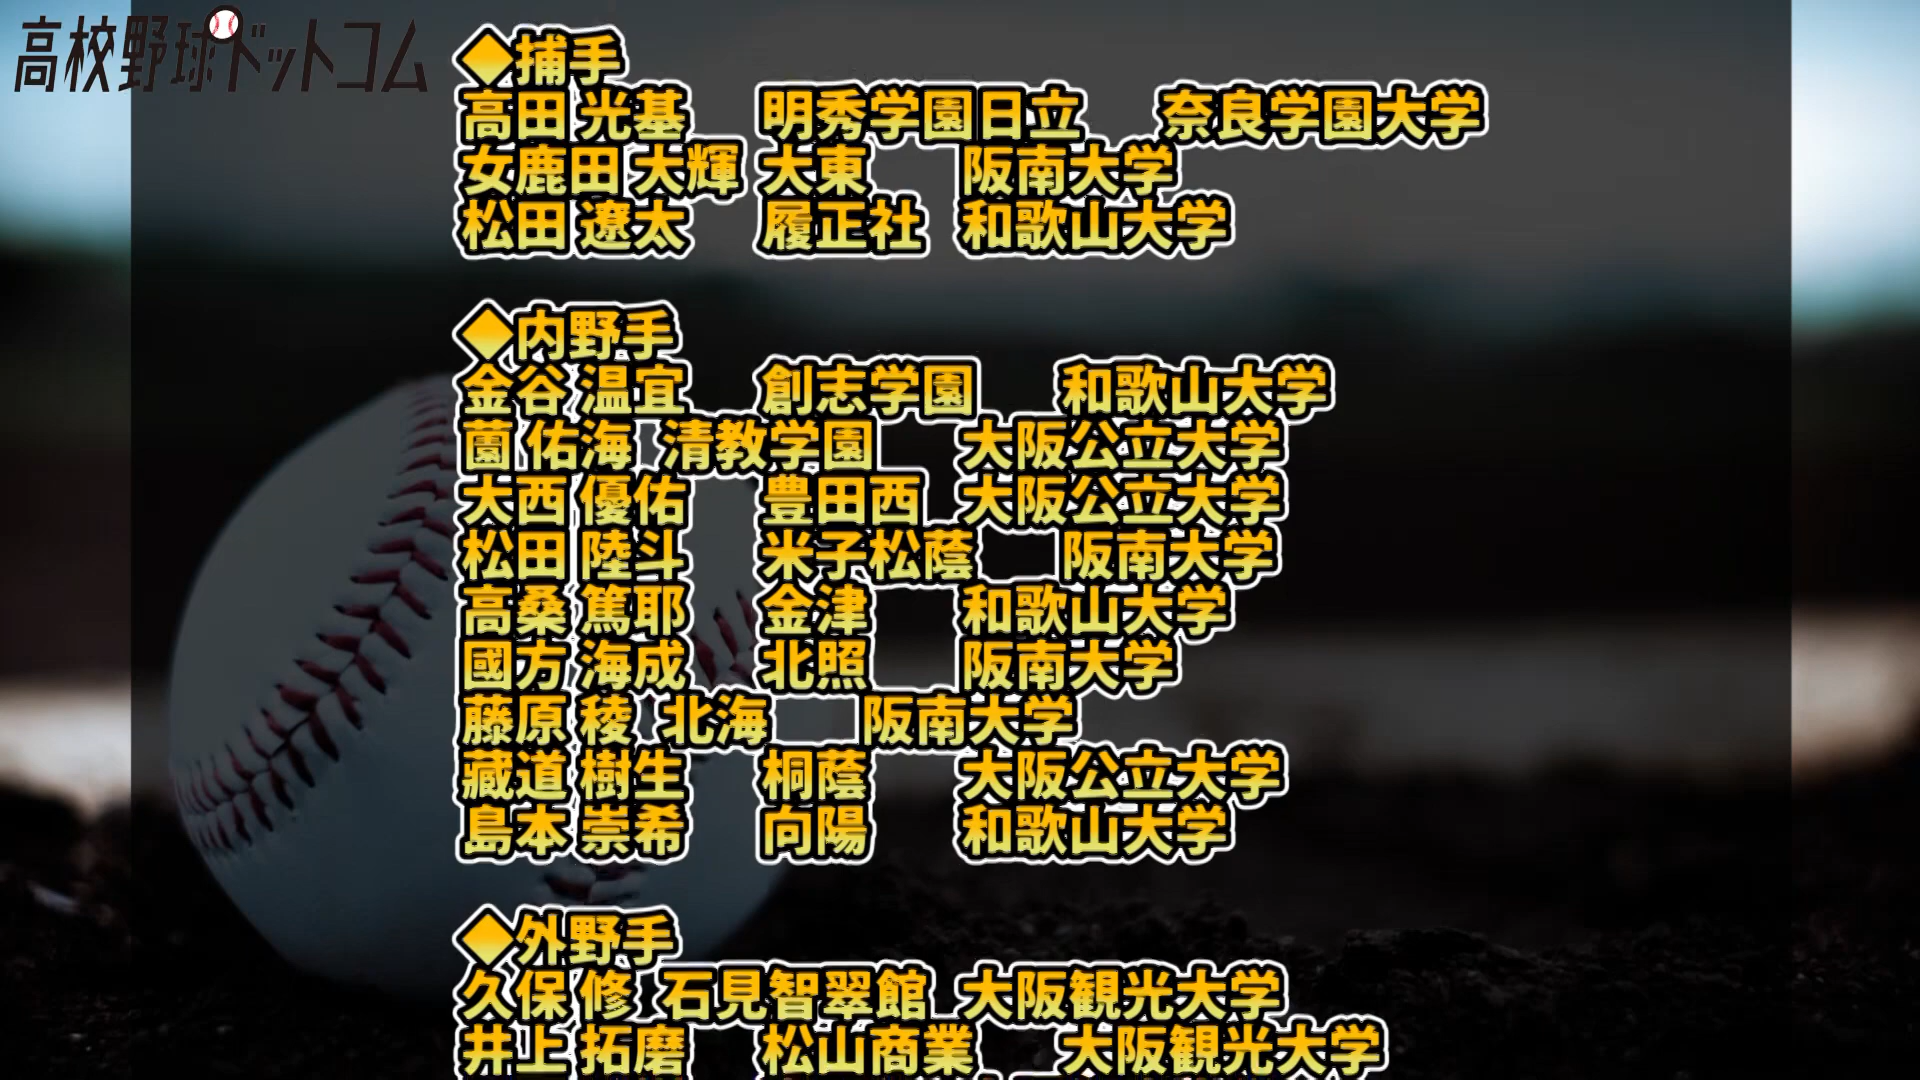 高校野球ドットコム
◆捕手
高田 光基 明秀学園日立 奈良学園大学
女鹿田 大輝 大東 阪南大学
松田 遼太 履正社 和歌山大学
◆内野手
金谷 温宜 創志学園 和歌山大学
薗 佑海 清教学園 大阪公立大学
大西 優佑 豊田西 大阪公立大学
松田 陸斗 米子松蔭 阪南大学
高桑 篤耶 金津 和歌山大学
國方 海成 北照 阪南大学
藤原 稜 北海 阪南大学
藏道 樹生 桐蔭 大阪公立大学
島本 崇希 向陽 和歌山大学
◆外野手
久保 修 石見智翠館 大阪観光大学
井上 拓磨 松山商業 大阪観光大学